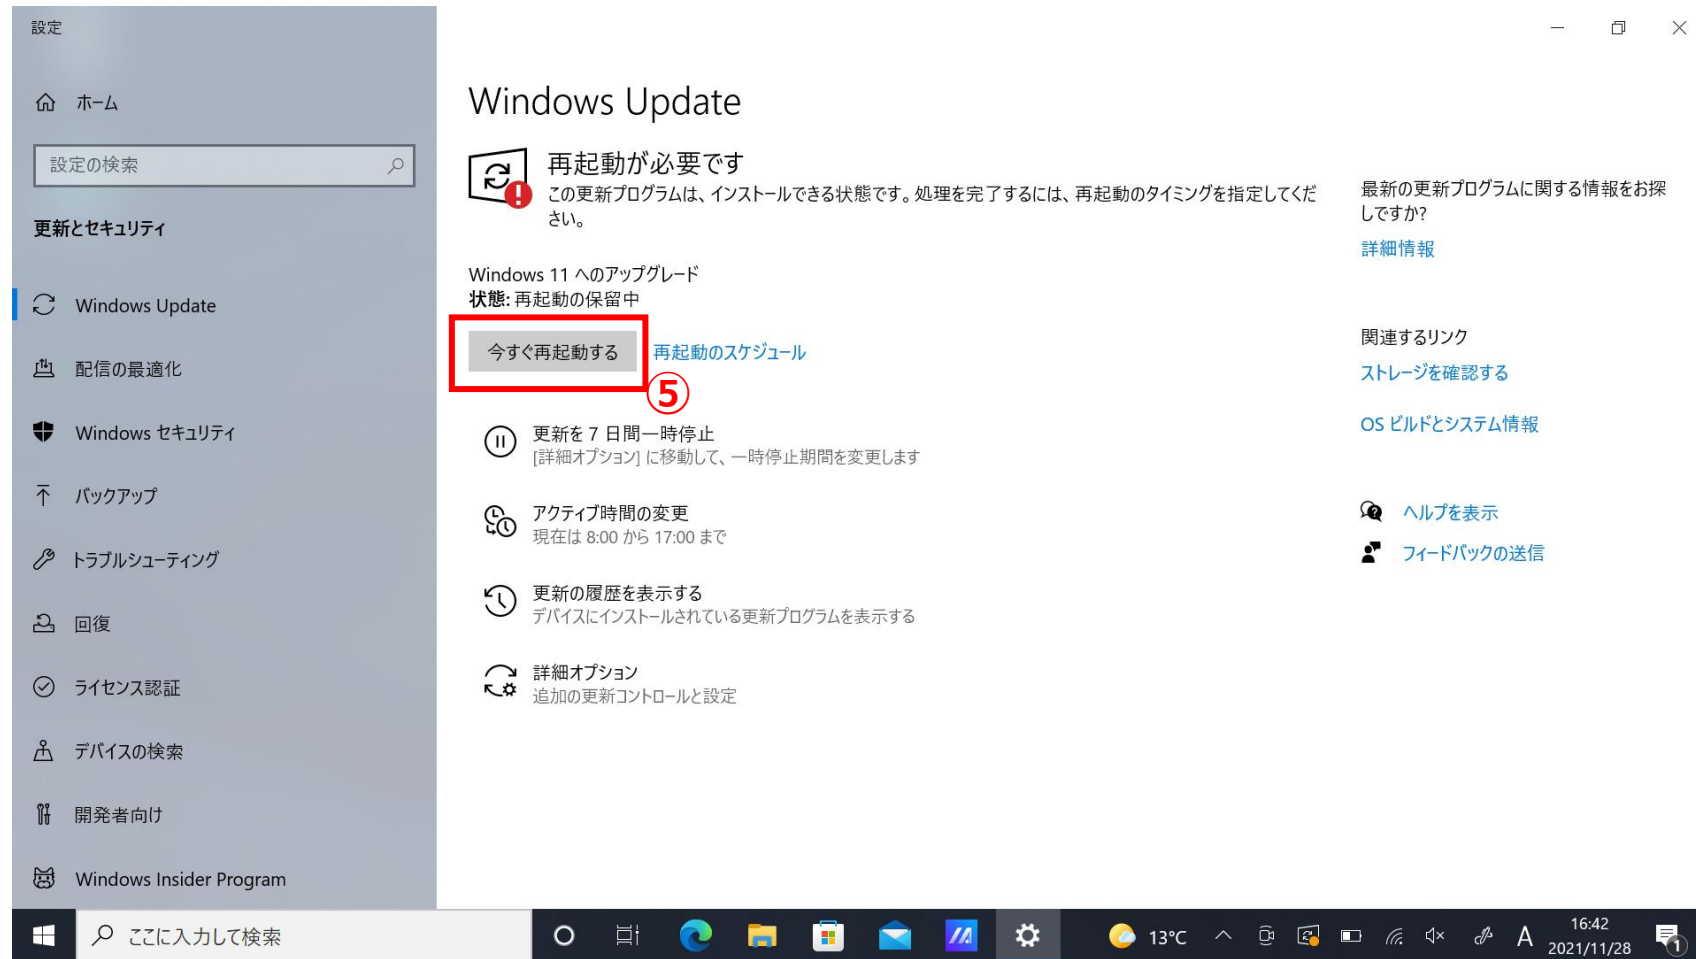 設定
ホーム
設定の検索
更新とセキュリティ
Windows Update
配信の最適化
Windows セキュリティ
バックアップ
トラブルシューティング
回復
ライセンス認証
デバイスの検索
開発者向け
Windows Insider Program
Windows Update
再起動が必要です
この更新プログラムは、インストールできる状態です。処理を完了するには、再起動のタイミングを指定してくだ
さい。
Windows 11 へのアップグレード
状態: 再起動の保留中
今すぐ再起動する
再起動のスケジュール
⑤
更新を 7 日間一時停止
[詳細オプション] に移動して、一時停止期間を変更します
アクティブ時間の変更
現在は 8:00 から 17:00 まで
更新の履歴を表示する
デバイスにインストールされている更新プログラムを表示する
詳細オプション
追加の更新コントロールと設定
最新の更新プログラムに関する情報をお探
しですか?
詳細情報
関連するリンク
ストレージを確認する
OS ビルドとシステム情報
ヘルプを表示
フィードバックの送信
ここに入力して検索
13°C
A
16:42
2021/11/28
1